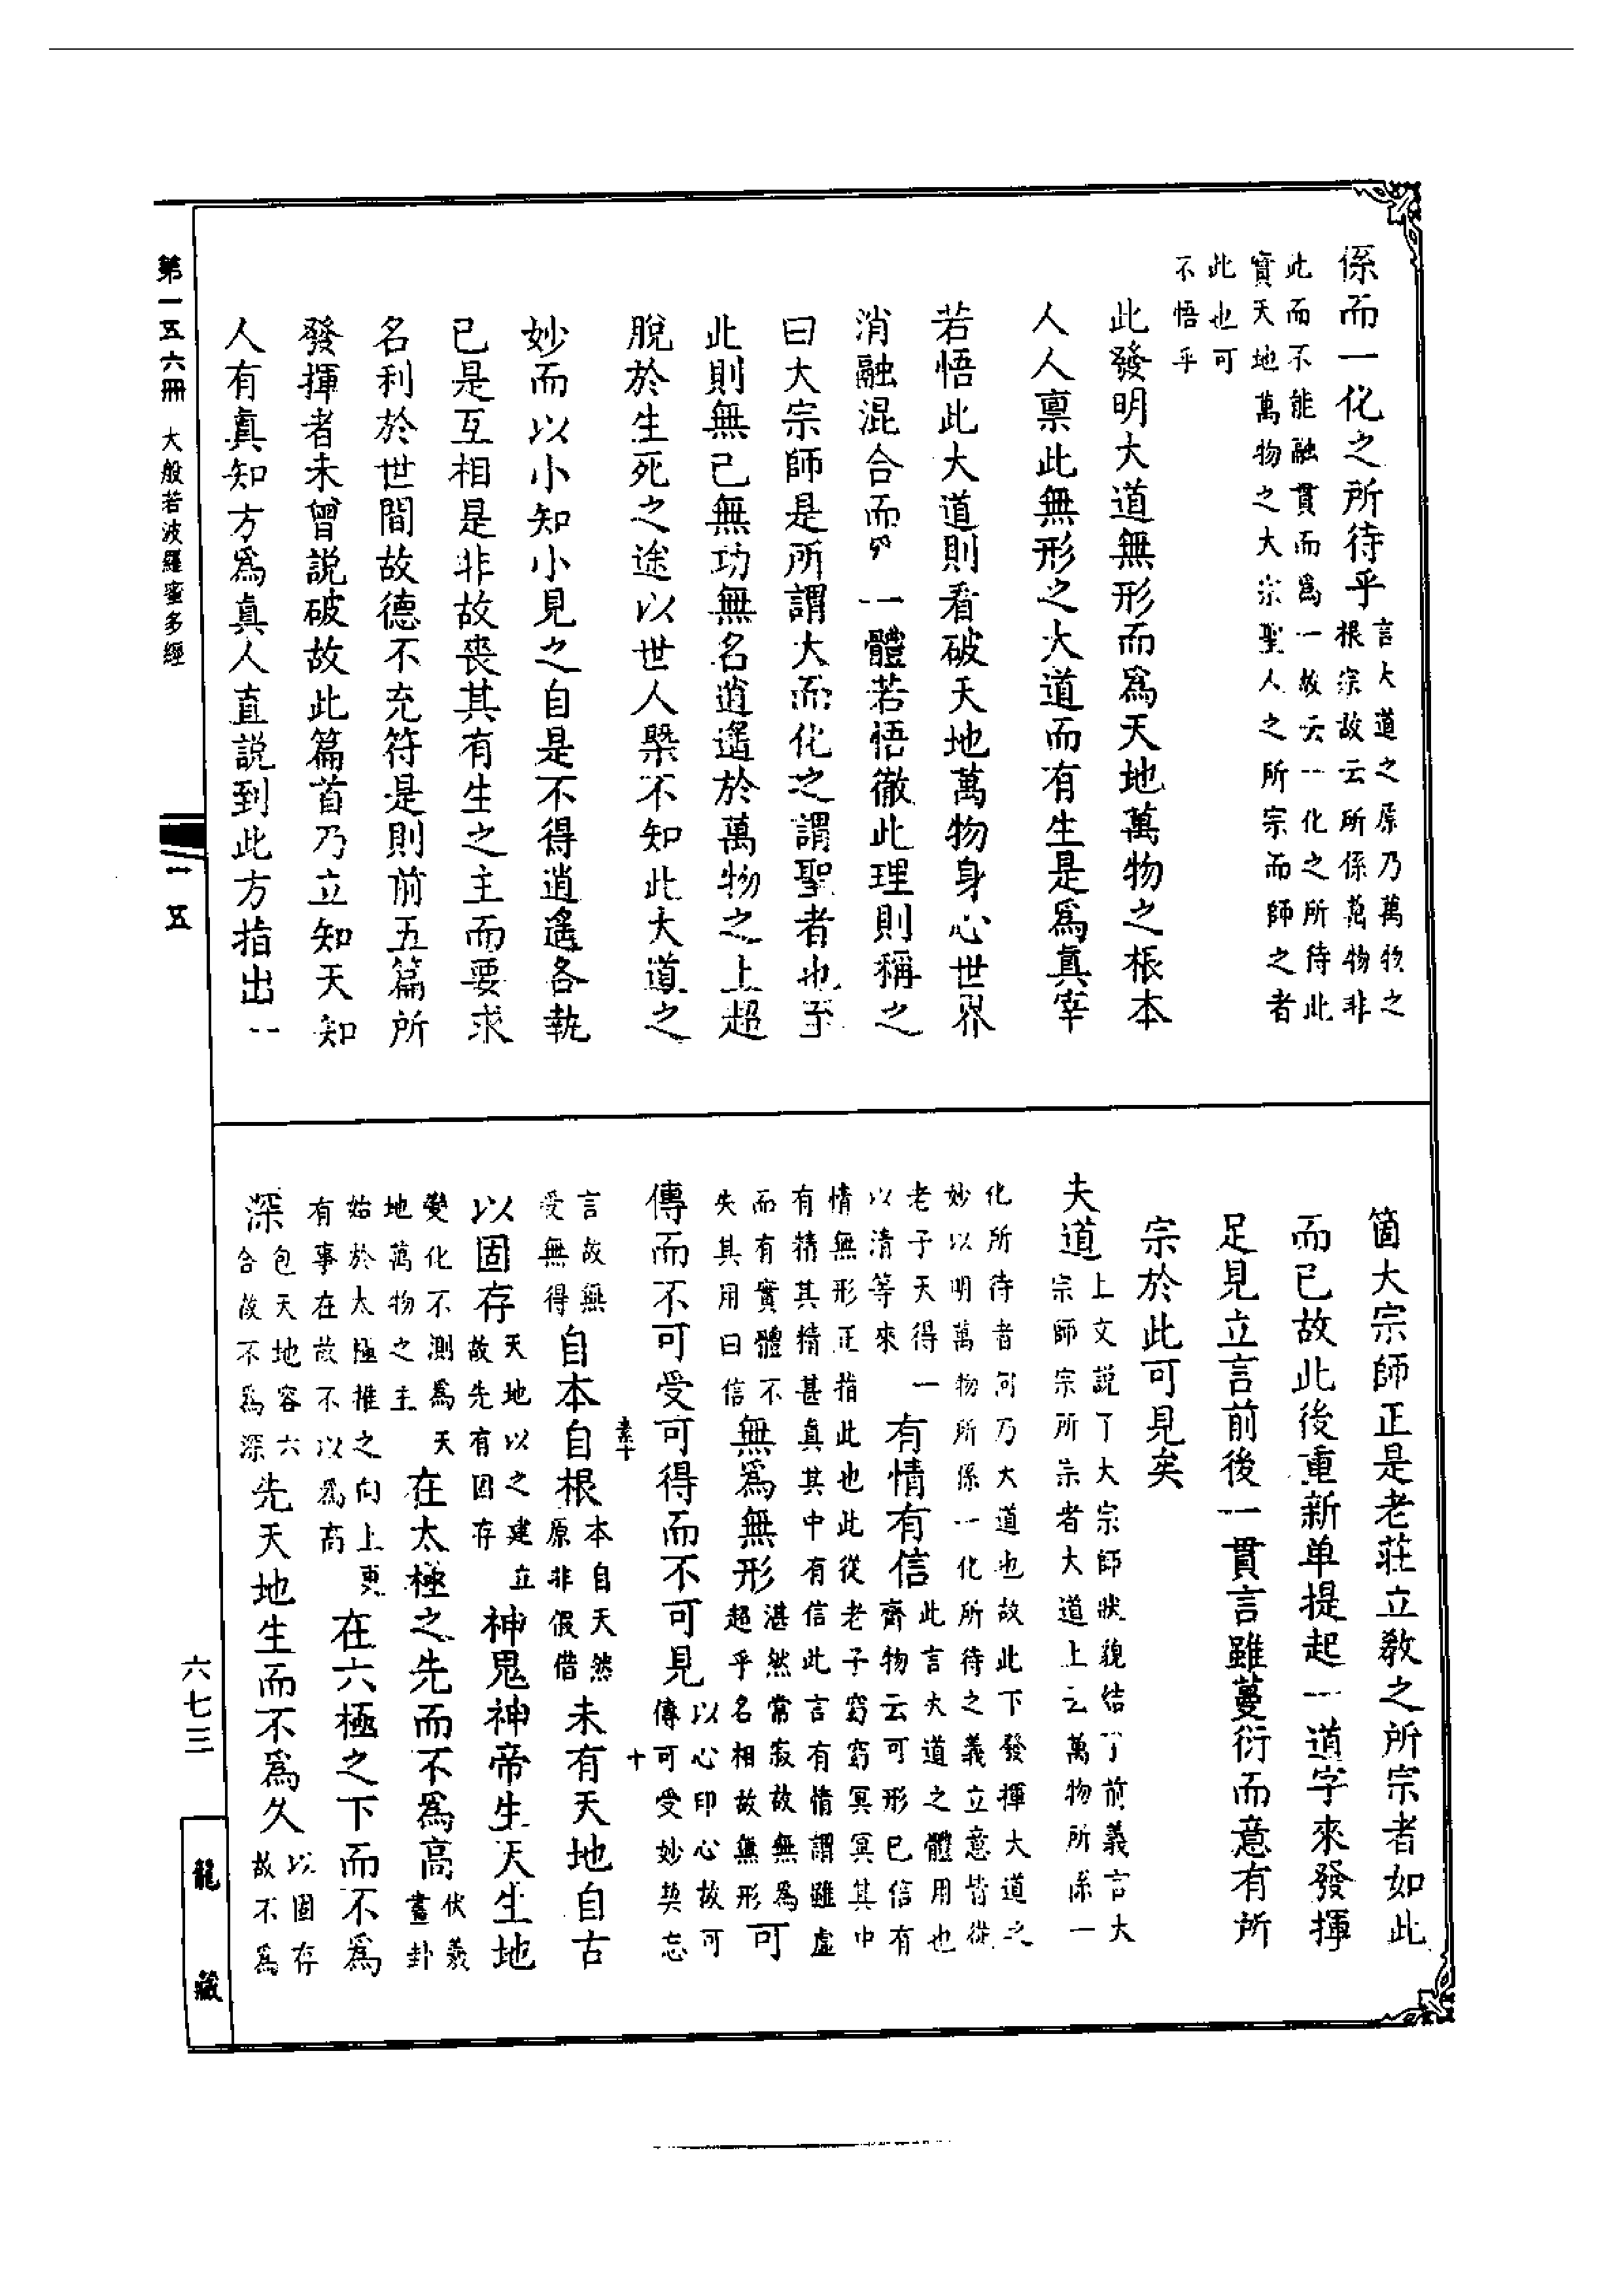 係而一化之所待乎
言大道之原乃萬物之
根宗故云所係萬物非
此而不能融貫而爲一故云一化之所待此
實天地萬物之大宗聖人之所宗而師之者
此也可
不悟乎
此發明大道無形而爲天地萬物之根本
人人稟此無形之大道而有生是爲真宰
若悟此大道則看破天地萬物身心世界
消融混合而一體若悟徹此理則稱之
曰大宗師是所謂大而化之謂聖者也至
此則無己無功無名逍遙於萬物之上超
脫於生死之途以世人槩不知此大道之
妙而以小知小見之自是不得逍遙各執
已是互相是非故喪其有生之主而要求
名利於世間故德不充符是則前五篇所
發揮者未曾説破故此篇首乃立知天知
人有真知方爲真人直説到此方指出一
第一五六冊 大般若波羅蜜多經
一五
箇大宗師正是老莊立教之所宗者如此
而已故此後重新单提起一道字來發揮
足見立言前後一貫言雖蔓衍而意有所
宗於此可見矣
夫道
上文説了大宗師狀貌結了前義言大
宗師宗所宗者大道上云萬物所係一
化所待者何乃大道也故此下發揮大道之
妙以明萬物所係一化所待之義立意皆從
老子天得一
以清等來
有情有信
此言大道之體用也
齊物云可形已信有
情無形正指此也此從老子窈窈冥冥其中
有精其精甚真其中有信此言有情謂雖虛
而有實體不
失其用曰信
無爲無形
湛然常寂故無爲
超乎名相故無形
可
傳而不可受可得而不可見
以心印心故可
傳可受妙契忘
素十
十
言故無
受無得
自本自根
本自天然
原非假借
未有天地自古
以固存
天地以之建立
故先有固存
神鬼神帝生天生地
變化不測爲天
地萬物之主
在太極之先而不爲高
伏羲
畫卦
始於太極推之向上更
有事在故不以爲高
在六極之下而不爲
深
包天地容六
合故不爲深
先天地生而不爲久
以固存
故不爲
六七三
龍藏